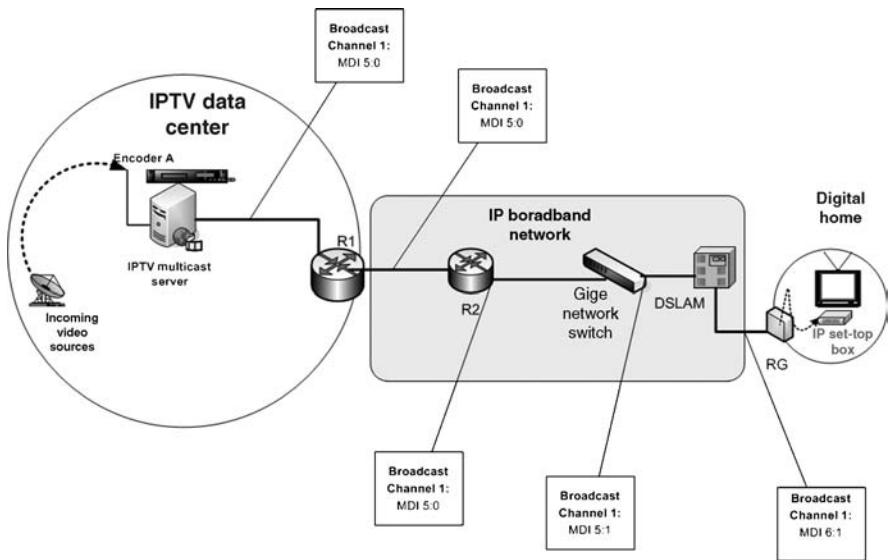 Broadcast
Channel 1:
MDI 5:0
Broadcast
Channel 1:
MDI 5:0
IPTV data
center
Encoder A
IPTV multicast
server
Incoming
video
sources
R1
IP boradband
network
R2
Gige
network
switch
DSLAM
Digital
home
IP set-top
box
RG
Broadcast
Channel 1:
MDI 5:0
Broadcast
Channel 1:
MDI 5:1
Broadcast
Channel 1:
MDI 6:1